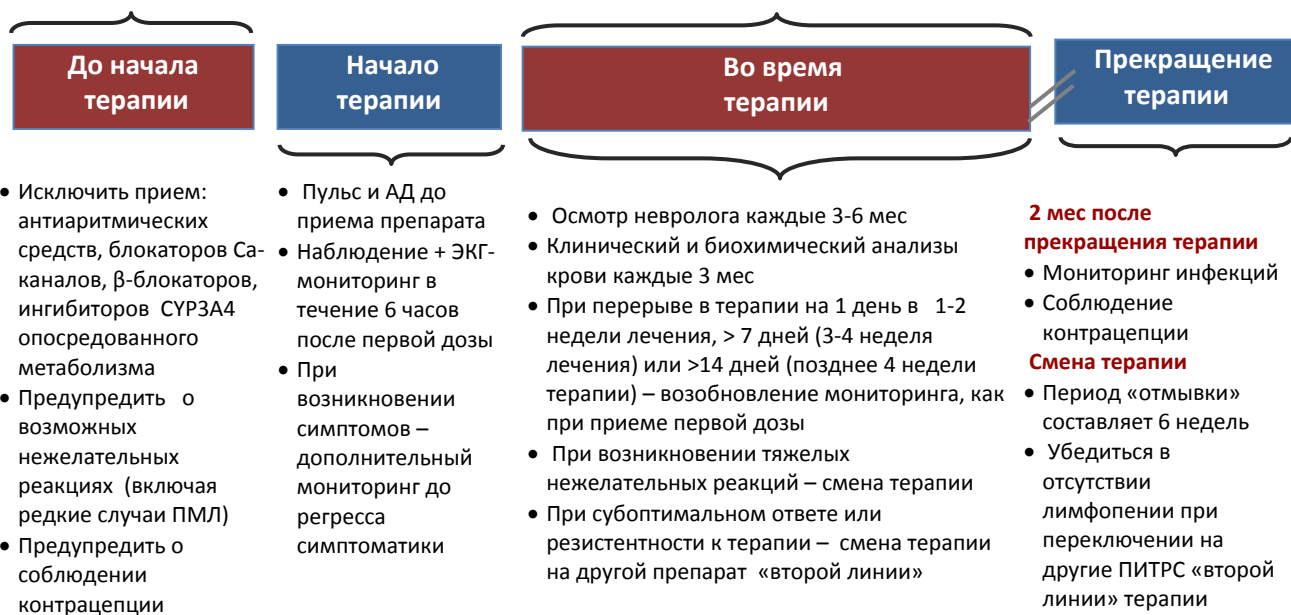 До начала
терапии
Начало
терапии
Во время
терапии
Прекращение
терапии
• Исключить прием:
антиаритмических
средств, блокаторов Ca-
каналов, β-блокаторов,
ингибиторов CYP3A4
опосредованного
метаболизма
• Предупредить о
возможных
нежелательных
реакциях (включая
редкие случаи ПМЛ)
• Предупредить о
соблюдении
контрацепции
• Пульс и АД до
приема препарата
• Наблюдение + ЭКГ-
мониторинг в
течение 6 часов
после первой дозы
• При
возникновении
симптомов –
дополнительный
мониторинг до
регресса
симптоматики
• Осмотр невролога каждые 3-6 мес
• Клинический и биохимический анализы
крови каждые 3 мес
• При перерыве в терапии на 1 день в 1-2
недели лечения, > 7 дней (3-4 неделя
лечения) или >14 дней (позднее 4 недели
терапии) – возобновление мониторинга, как
при приеме первой дозы
• При возникновении тяжелых
нежелательных реакций – смена терапии
• При субоптимальном ответе или
резистентности к терапии – смена терапии
на другой препарат «второй линии»
2 мес после
прекращения терапии
• Мониторинг инфекций
• Соблюдение
контрацепции
Смена терапии
• Период «отмывки»
составляет 6 недель
• Убедиться в
отсутствии
лимфопении при
переключении на
другие ПИТРС «второй
линии» терапии